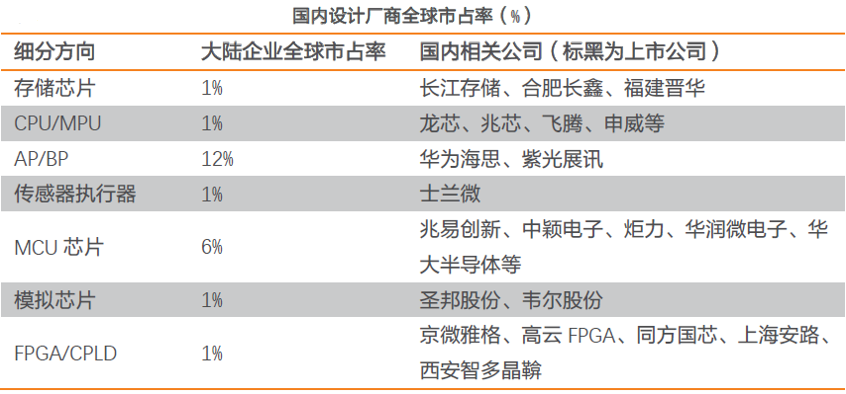 国内设计厂商全球市占率（%）
细分方向 大陆企业全球市占率 国内相关公司（标黑为上市公司）
存储芯片 1% 长江存储、合肥长鑫、福建晋华
CPU/MPU 1% 龙芯、兆芯、飞腾、申威等
AP/BP 12% 华为海思、紫光展讯
传感器执行器 1% 士兰微
MCU 芯片 6% 兆易创新、中颖电子、炬力、华润微电子、华
大半导体等
模拟芯片 1% 圣邦股份、韦尔股份
FPGA/CPLD 1% 京微雅格、高云 FPGA、同方国芯、上海安路、
西安智多晶鞥